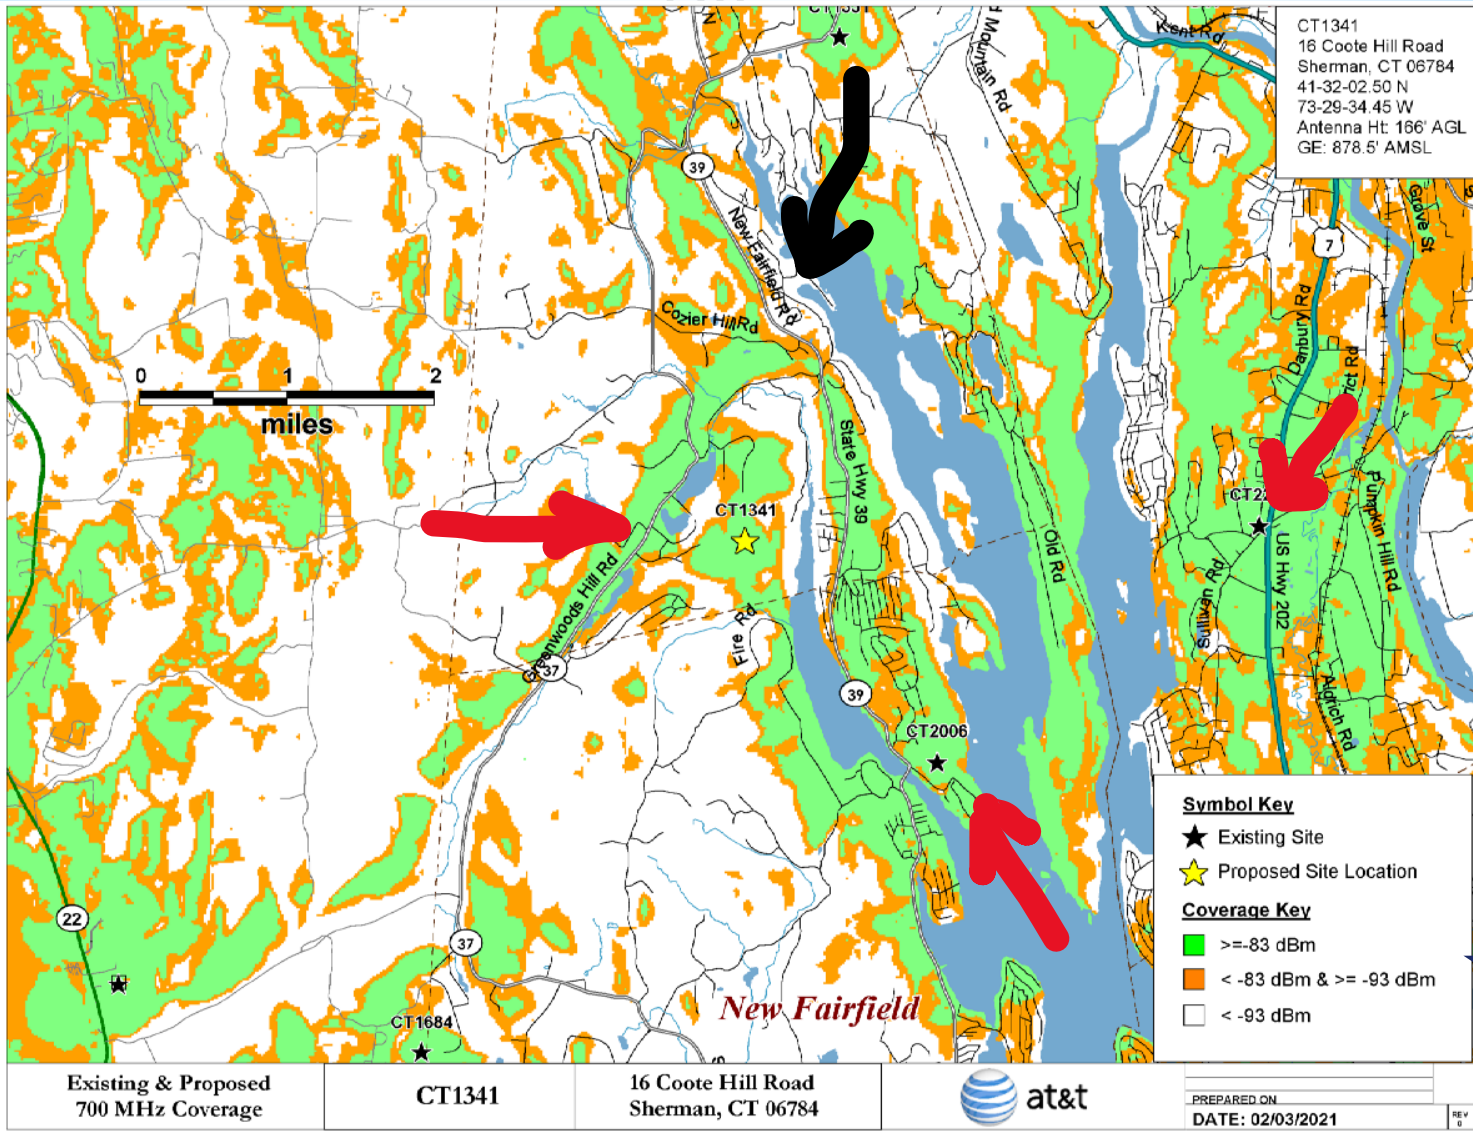 CT1341
16 Coote Hill Road
Sherman, CT 06784
41-32-02.50 N
73-29-34.45 W
Antenna Ht: 166' AGL
GE: 878.5' AMSL
Kent Rd
Mountain Rd
Grove St
39
7
New Fairfield Rd
Cozier Hill Rd
Danbury Rd
0 1 2
miles
State Hwy 39
CT1341
Pumpkin Hill Rd
Old Rd
US Hwy 202
Sullivan Rd
Greenwoods Hill Rd
Fire Rd
37
39
Aldrich Rd
CT2006
22
37
New Fairfield
CT1684
Symbol Key
Existing Site
Proposed Site Location
Coverage Key
>=-83 dBm
< -83 dBm & >= -93 dBm
< -93 dBm
Existing & Proposed
700 MHz Coverage
CT1341
16 Coote Hill Road
Sherman, CT 06784
at&t
PREPARED ON
DATE: 02/03/2021
REV
0